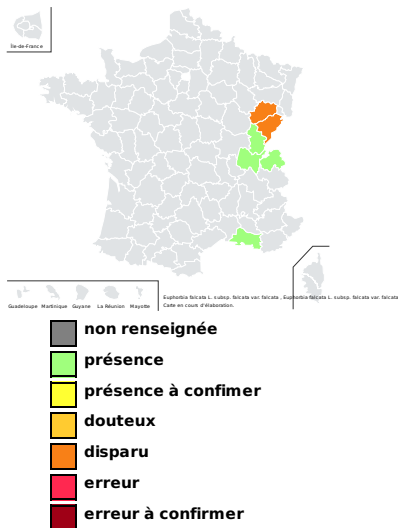 Île-de-France
Guadeloupe Martinique Guyane La Réunion Mayotte
Euphorbia falcata L. subsp. falcata var. falcata , Euphorbia falcata L. subsp. falcata var. falcata
Carte en cours d'élaboration.
non renseignée
présence
présence à confimer
douteux
disparu
erreur
erreur à confirmer